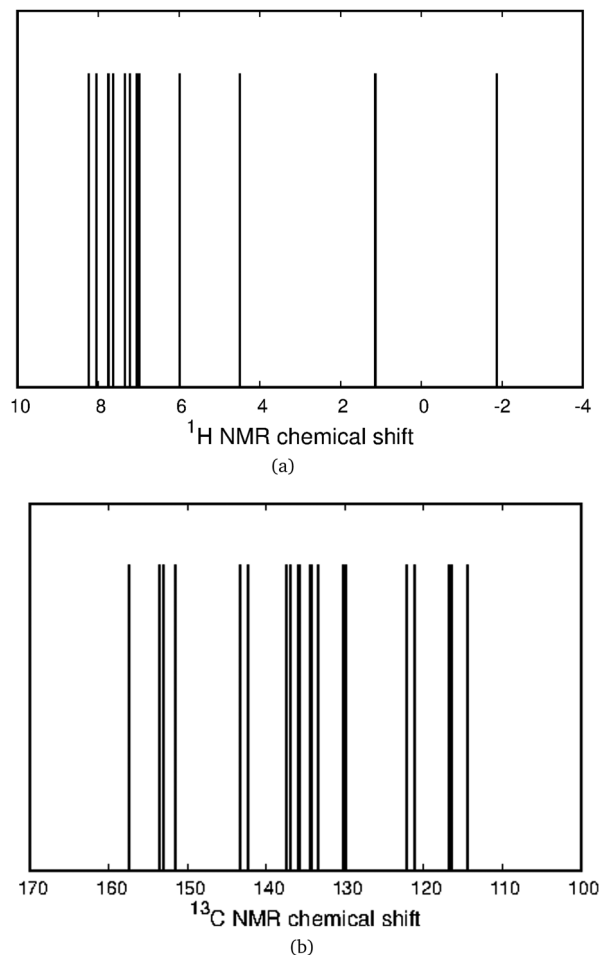 10 8 6 4 2 0 -2 -4
¹H NMR chemical shift
(a)
170 160 150 140 130 120 110 100
¹³C NMR chemical shift
(b)